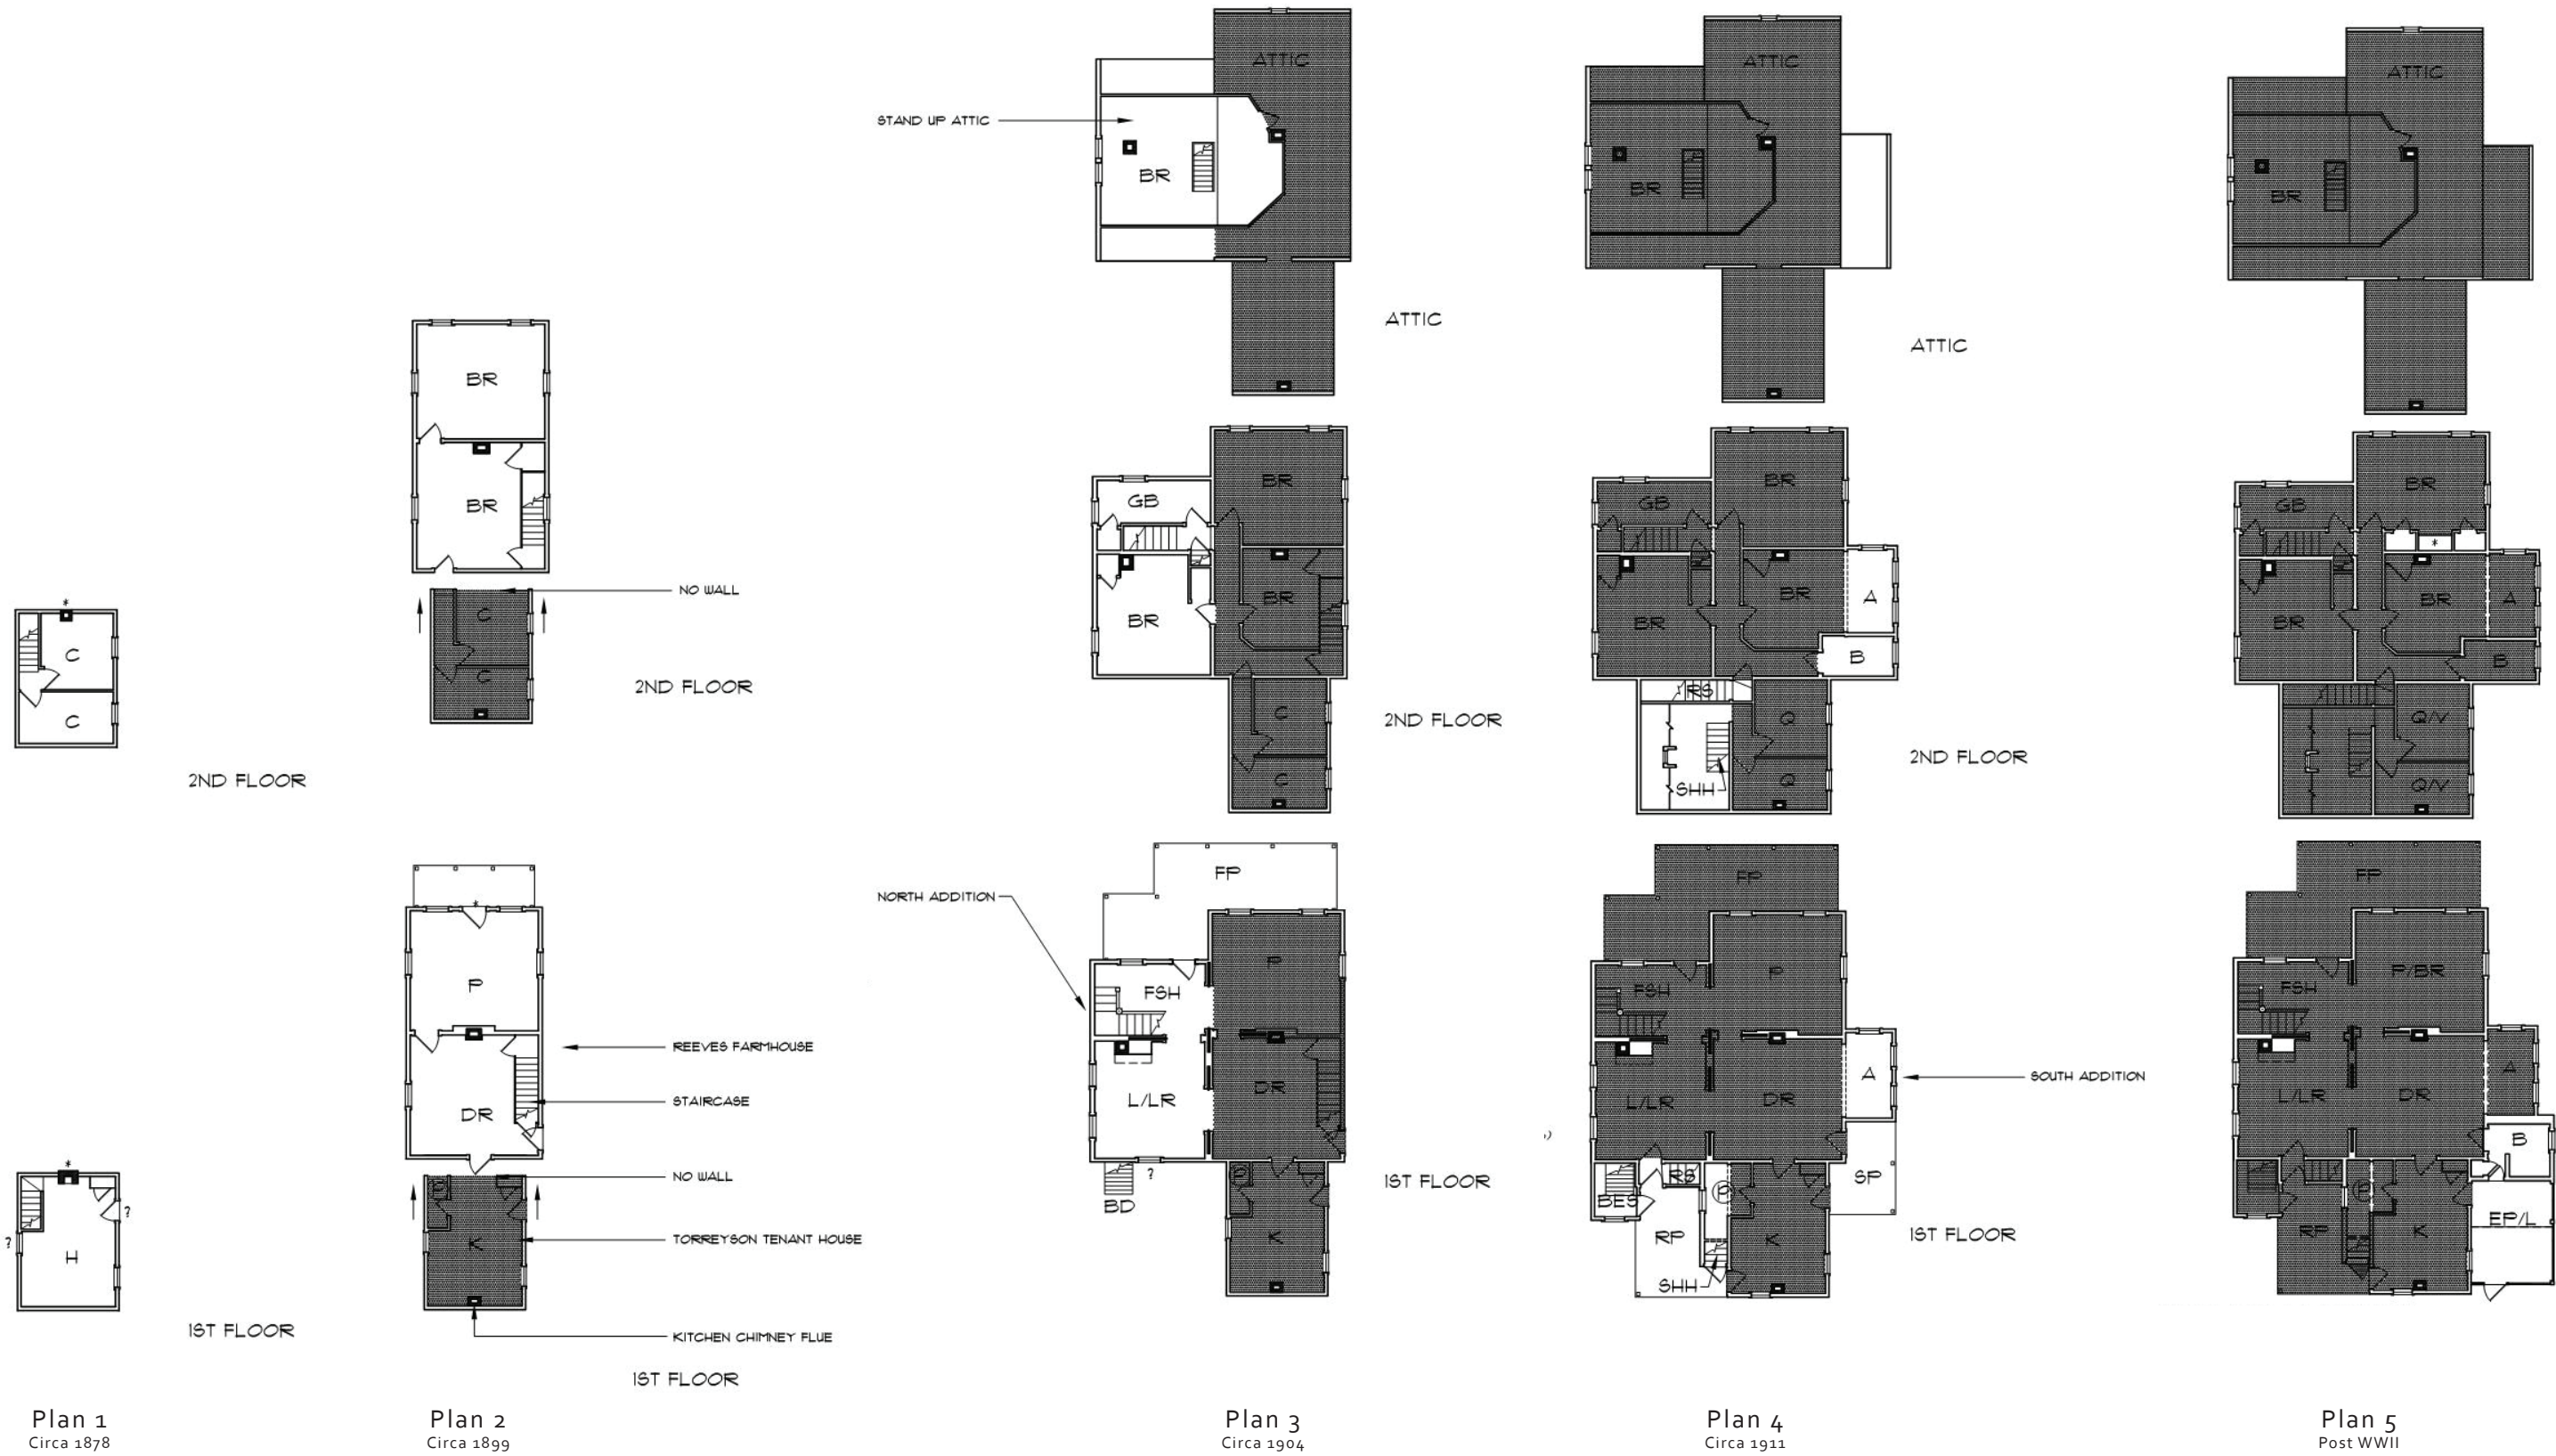 C
C
2ND FLOOR
*
?
?
H
1ST FLOOR
Plan 1
Circa 1878
BR
BR
NO WALL
C
C
2ND FLOOR
*
P
REEVES FARMHOUSE
STAIRCASE
DR
NO WALL
P
TORREYSON TENANT HOUSE
K
KITCHEN CHIMNEY FLUE
1ST FLOOR
Plan 2
Circa 1899
ATTIC
STAND UP ATTIC
BR
ATTIC
BR
GB
BR
BR
C
C
2ND FLOOR
FP
NORTH ADDITION
P
FSH
L/LR
DR
?
BD
P
K
1ST FLOOR
Plan 3
Circa 1904
ATTIC
BR
ATTIC
BR
GB
BR
A
BR
B
RS
Q
SHH
Q
2ND FLOOR
FP
P
FSH
A
SOUTH ADDITION
L/LR
DR
RS
SP
BES
P
RP
K
SHH
1ST FLOOR
Plan 4
Circa 1911
ATTIC
BR
BR
GB
*
BR
A
BR
B
Q/V
Q/V
FP
P/BR
FSH
A
L/LR
DR
B
P
EP/L
RP
K
Plan 5
Post WWII